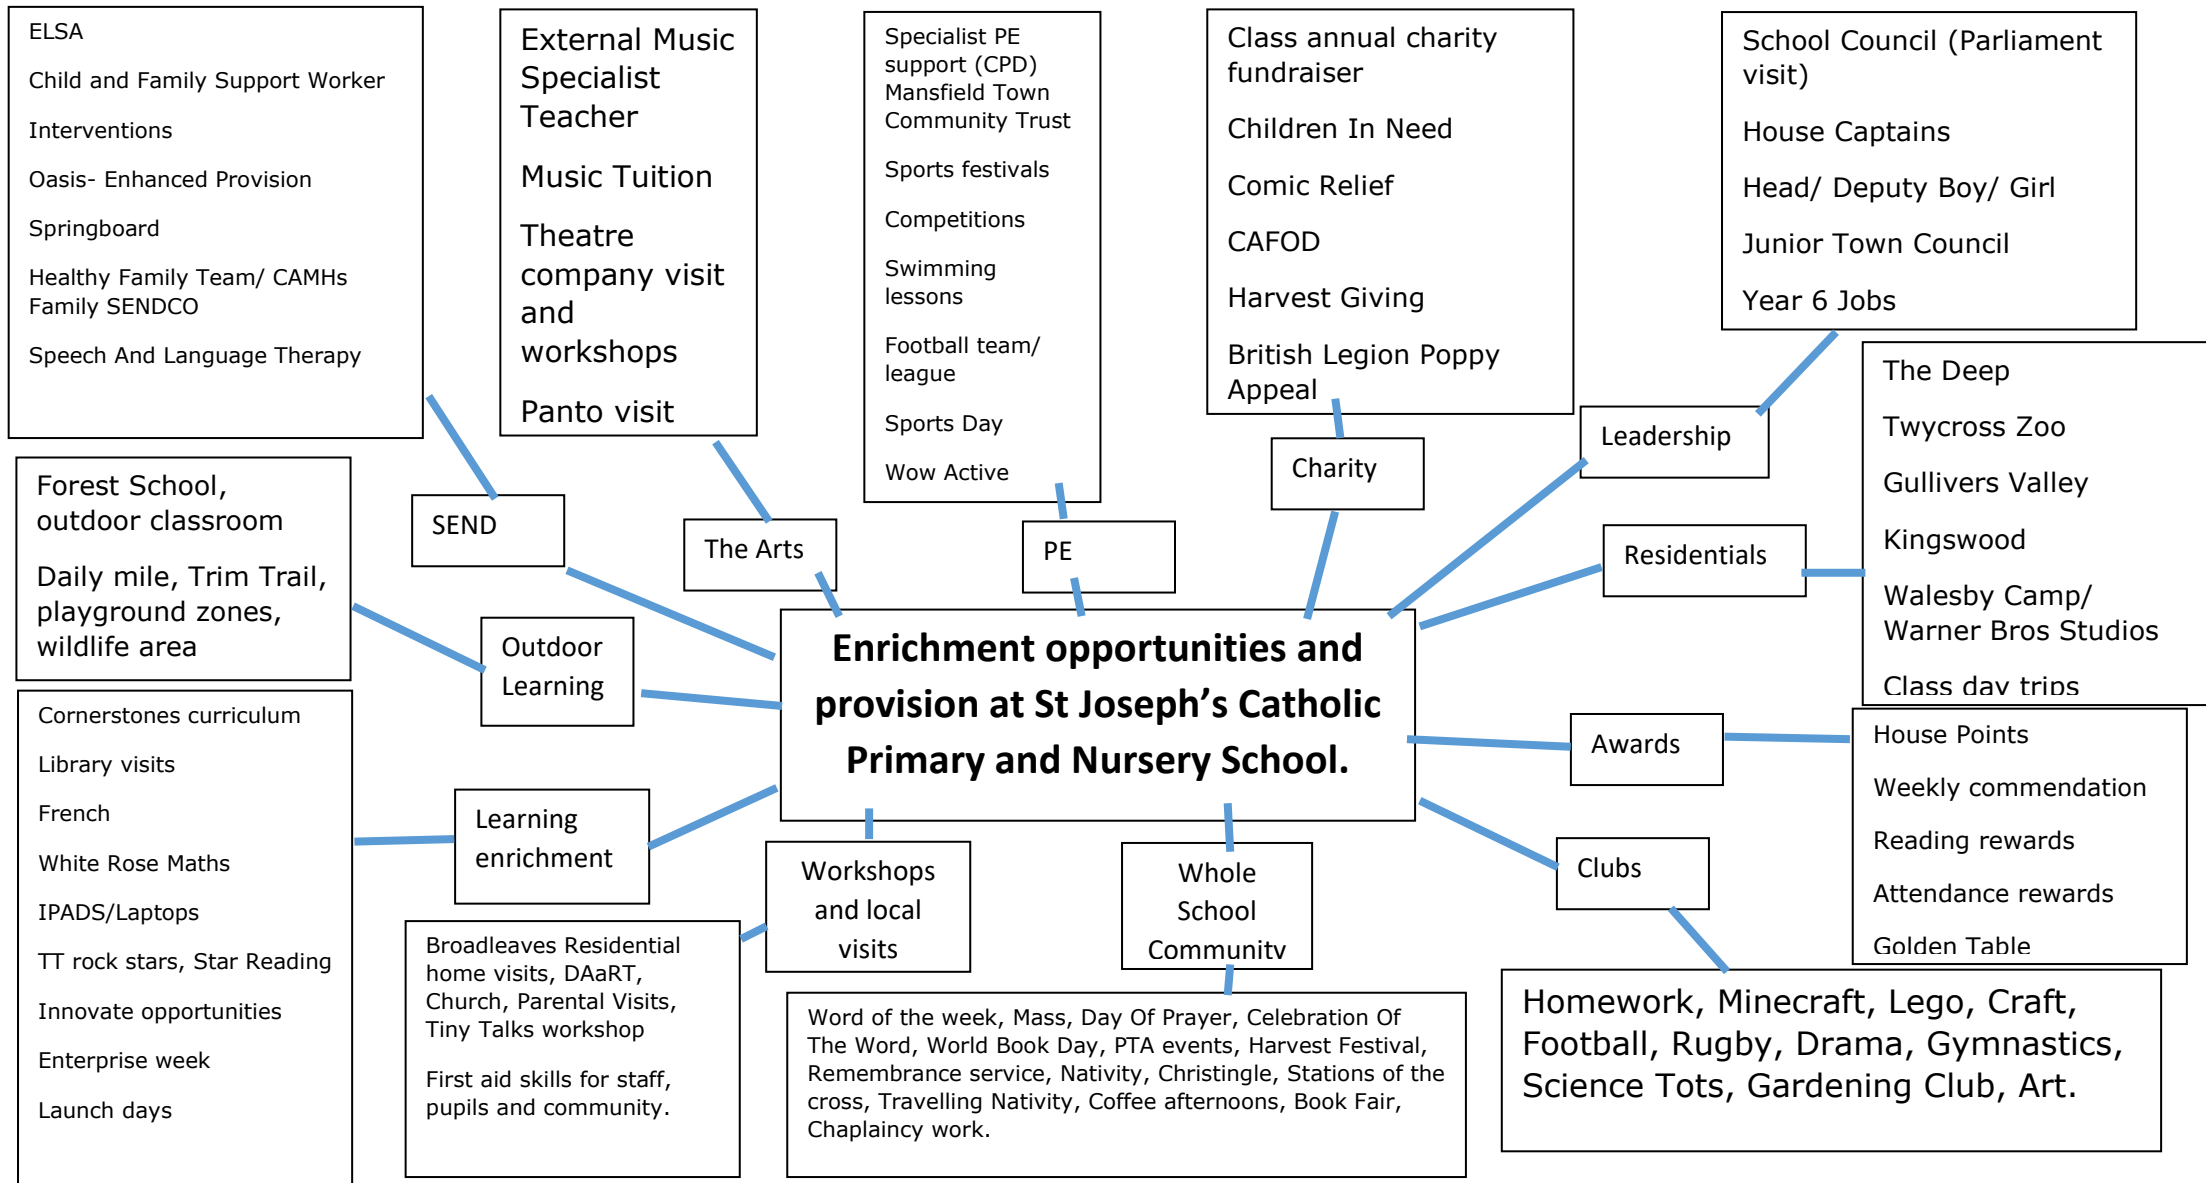 ELSA
Child and Family Support Worker
Interventions
Oasis- Enhanced Provision
Springboard
Healthy Family Team/ CAMHs
Family SENDCO
Speech And Language Therapy
External Music
Specialist
Teacher
Music Tuition
Theatre
company visit
and
workshops
Panto visit
Specialist PE
support (CPD)
Mansfield Town
Community Trust
Sports festivals
Competitions
Swimming
lessons
Football team/
league
Sports Day
Wow Active
Class annual charity
fundraiser
Children In Need
Comic Relief
CAFOD
Harvest Giving
British Legion Poppy
Appeal
School Council (Parliament
visit)
House Captains
Head/ Deputy Boy/ Girl
Junior Town Council
Year 6 Jobs
The Deep
Twycross Zoo
Gullivers Valley
Kingswood
Walesby Camp/
Warner Bros Studios
Class day trips
Leadership
Charity
Residentials
SEND
The Arts
PE
Forest School,
outdoor classroom
Daily mile, Trim Trail,
playground zones,
wildlife area
Outdoor
Learning
Enrichment opportunities and
provision at St Joseph’s Catholic
Primary and Nursery School.
Awards
House Points
Weekly commendation
Reading rewards
Attendance rewards
Golden Table
Cornerstones curriculum
Library visits
French
White Rose Maths
IPADS/Laptops
TT rock stars, Star Reading
Innovate opportunities
Enterprise week
Launch days
Learning
enrichment
Workshops
and local
visits
Whole
School
Community
Clubs
Broadleaves Residential
home visits, DAaRT,
Church, Parental Visits,
Tiny Talks workshop
First aid skills for staff,
pupils and community.
Word of the week, Mass, Day Of Prayer, Celebration Of
The Word, World Book Day, PTA events, Harvest Festival,
Remembrance service, Nativity, Christingle, Stations of the
cross, Travelling Nativity, Coffee afternoons, Book Fair,
Chaplaincy work.
Homework, Minecraft, Lego, Craft,
Football, Rugby, Drama, Gymnastics,
Science Tots, Gardening Club, Art.